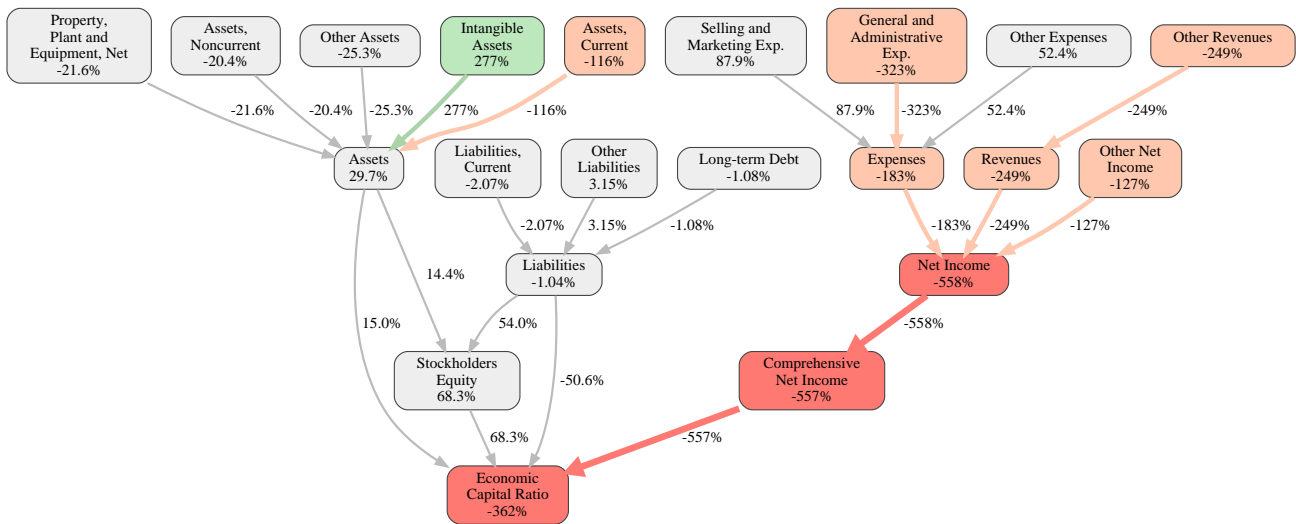 Property,
Plant and
Equipment, Net
-21.6%
Assets,
Noncurrent
-20.4%
Other Assets
-25.3%
Intangible
Assets
277%
Assets,
Current
-116%
Selling and
Marketing Exp.
87.9%
General and
Administrative
Exp.
-323%
Other Expenses
52.4%
Other Revenues
-249%
-21.6%
-20.4%
-25.3%
277%
-116%
87.9%
-323%
52.4%
-249%
Assets
29.7%
Liabilities,
Current
-2.07%
Other
Liabilities
3.15%
Long-term Debt
-1.08%
Expenses
-183%
Revenues
-249%
Other Net
Income
-127%
-2.07%
3.15%
-1.08%
-183%
-249%
-127%
14.4%
Liabilities
-1.04%
Net Income
-558%
15.0%
54.0%
-558%
Stockholders
Equity
68.3%
-50.6%
Comprehensive
Net Income
-557%
68.3%
-557%
Economic
Capital Ratio
-362%